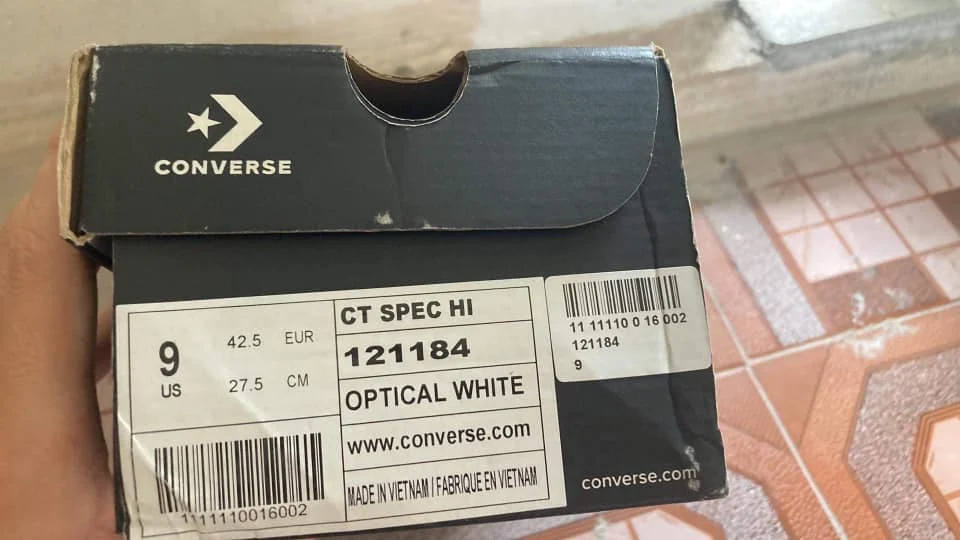 CONVERSE
9
US
42.5 EUR
27.5 CM
1111110016002
CT SPEC HI
121184
OPTICAL WHITE
www.converse.com
MADE IN VIETNAM / FABRIQUE EN VIETNAM
11 11110 0 16 002
121184
9
converse.com